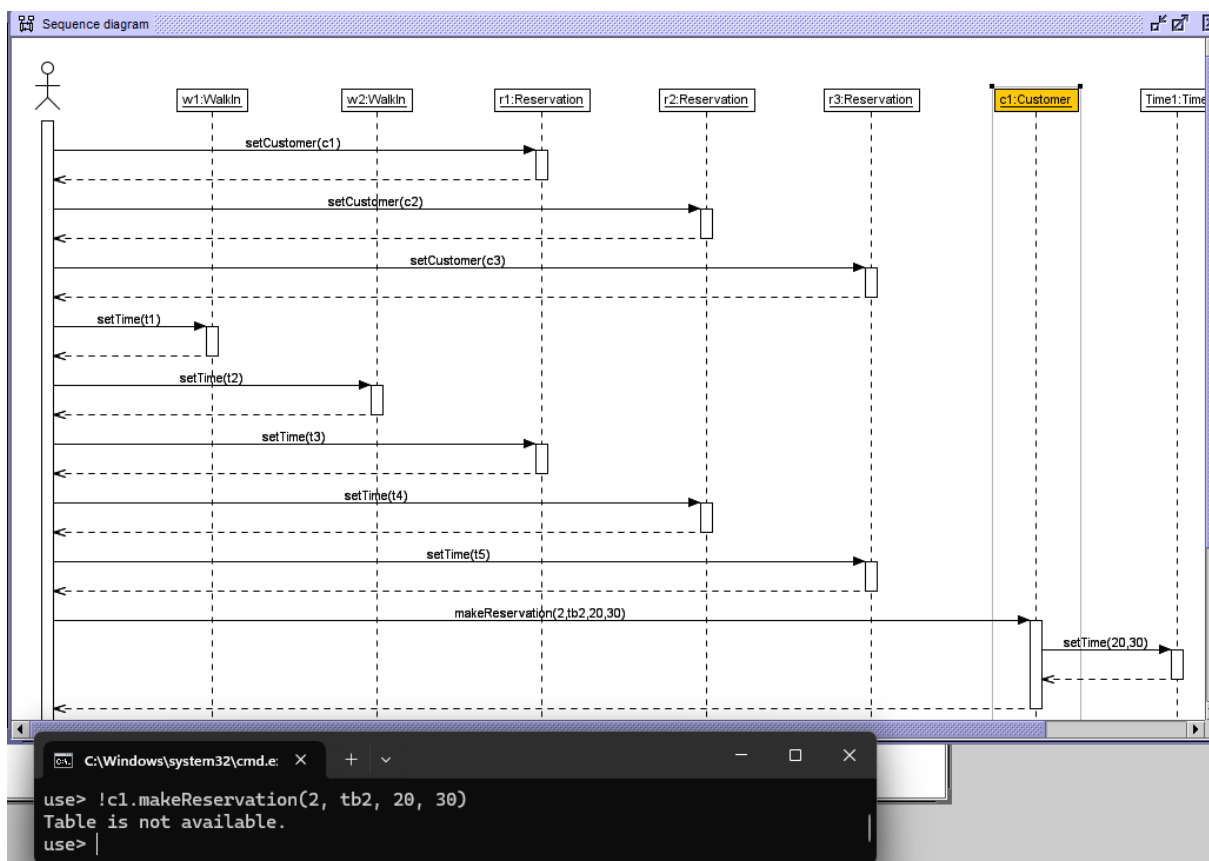 Sequence diagram
w1:WalkIn
w2:WalkIn
r1:Reservation
r2:Reservation
r3:Reservation
c1:Customer
Time1:Time
setCustomer(c1)
setCustomer(c2)
setCustomer(c3)
setTime(t1)
setTime(t2)
setTime(t3)
setTime(t4)
setTime(t5)
makeReservation(2,tb2,20,30)
setTime(20,30)
C:\Windows\system32\cmd.e:
use> !c1.makeReservation(2, tb2, 20, 30)
Table is not available.
use>